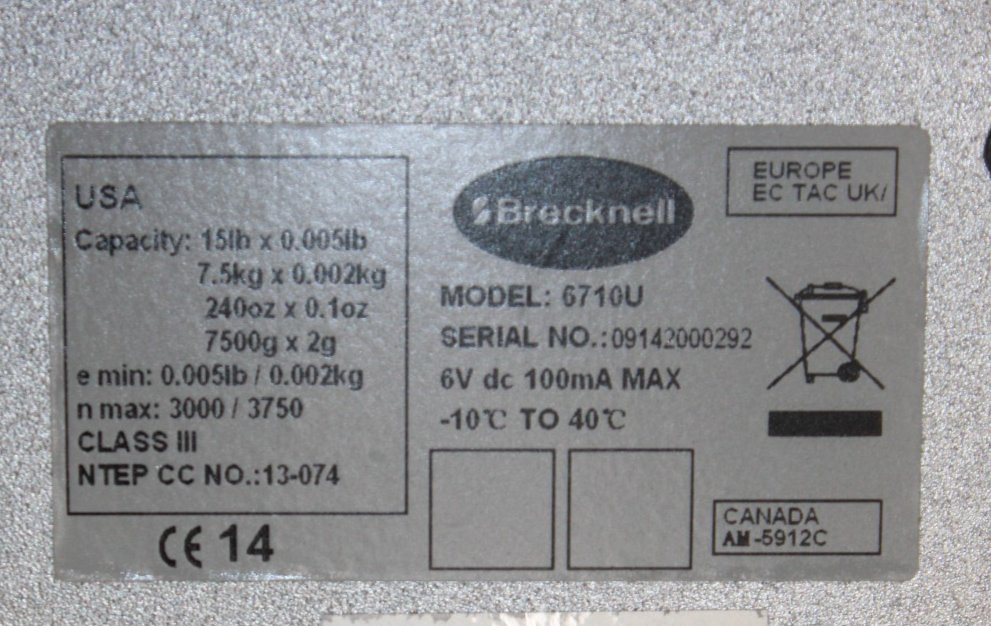 USA
Capacity: 15lb x 0.005lb
7.5kg x 0.002kg
240oz x 0.1oz
7500g x 2g
e min: 0.005lb / 0.002kg
n max: 3000 / 3750
CLASS III
NTEP CC NO.:13-074
CE 14
Brecknell
MODEL: 6710U
SERIAL NO.:09142000292
6V dc 100mA MAX
-10℃ TO 40℃
EUROPE
EC TAC UK/
CANADA
AM-5912C